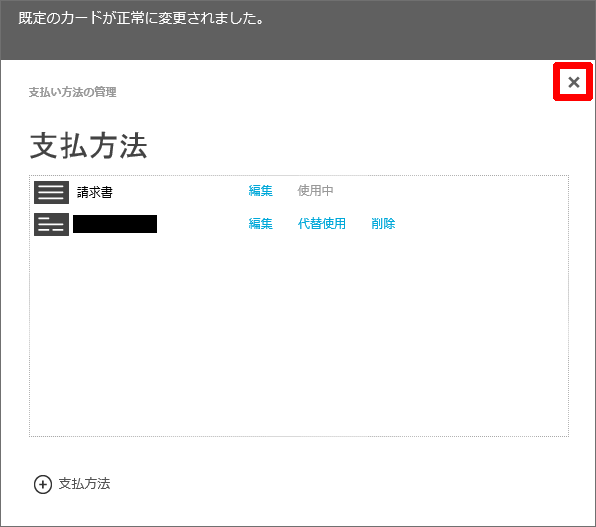 既定のカードが正常に変更されました。
支払い方法の管理
支払方法
請求書 編集 使用中
編集 代替使用 削除
支払方法